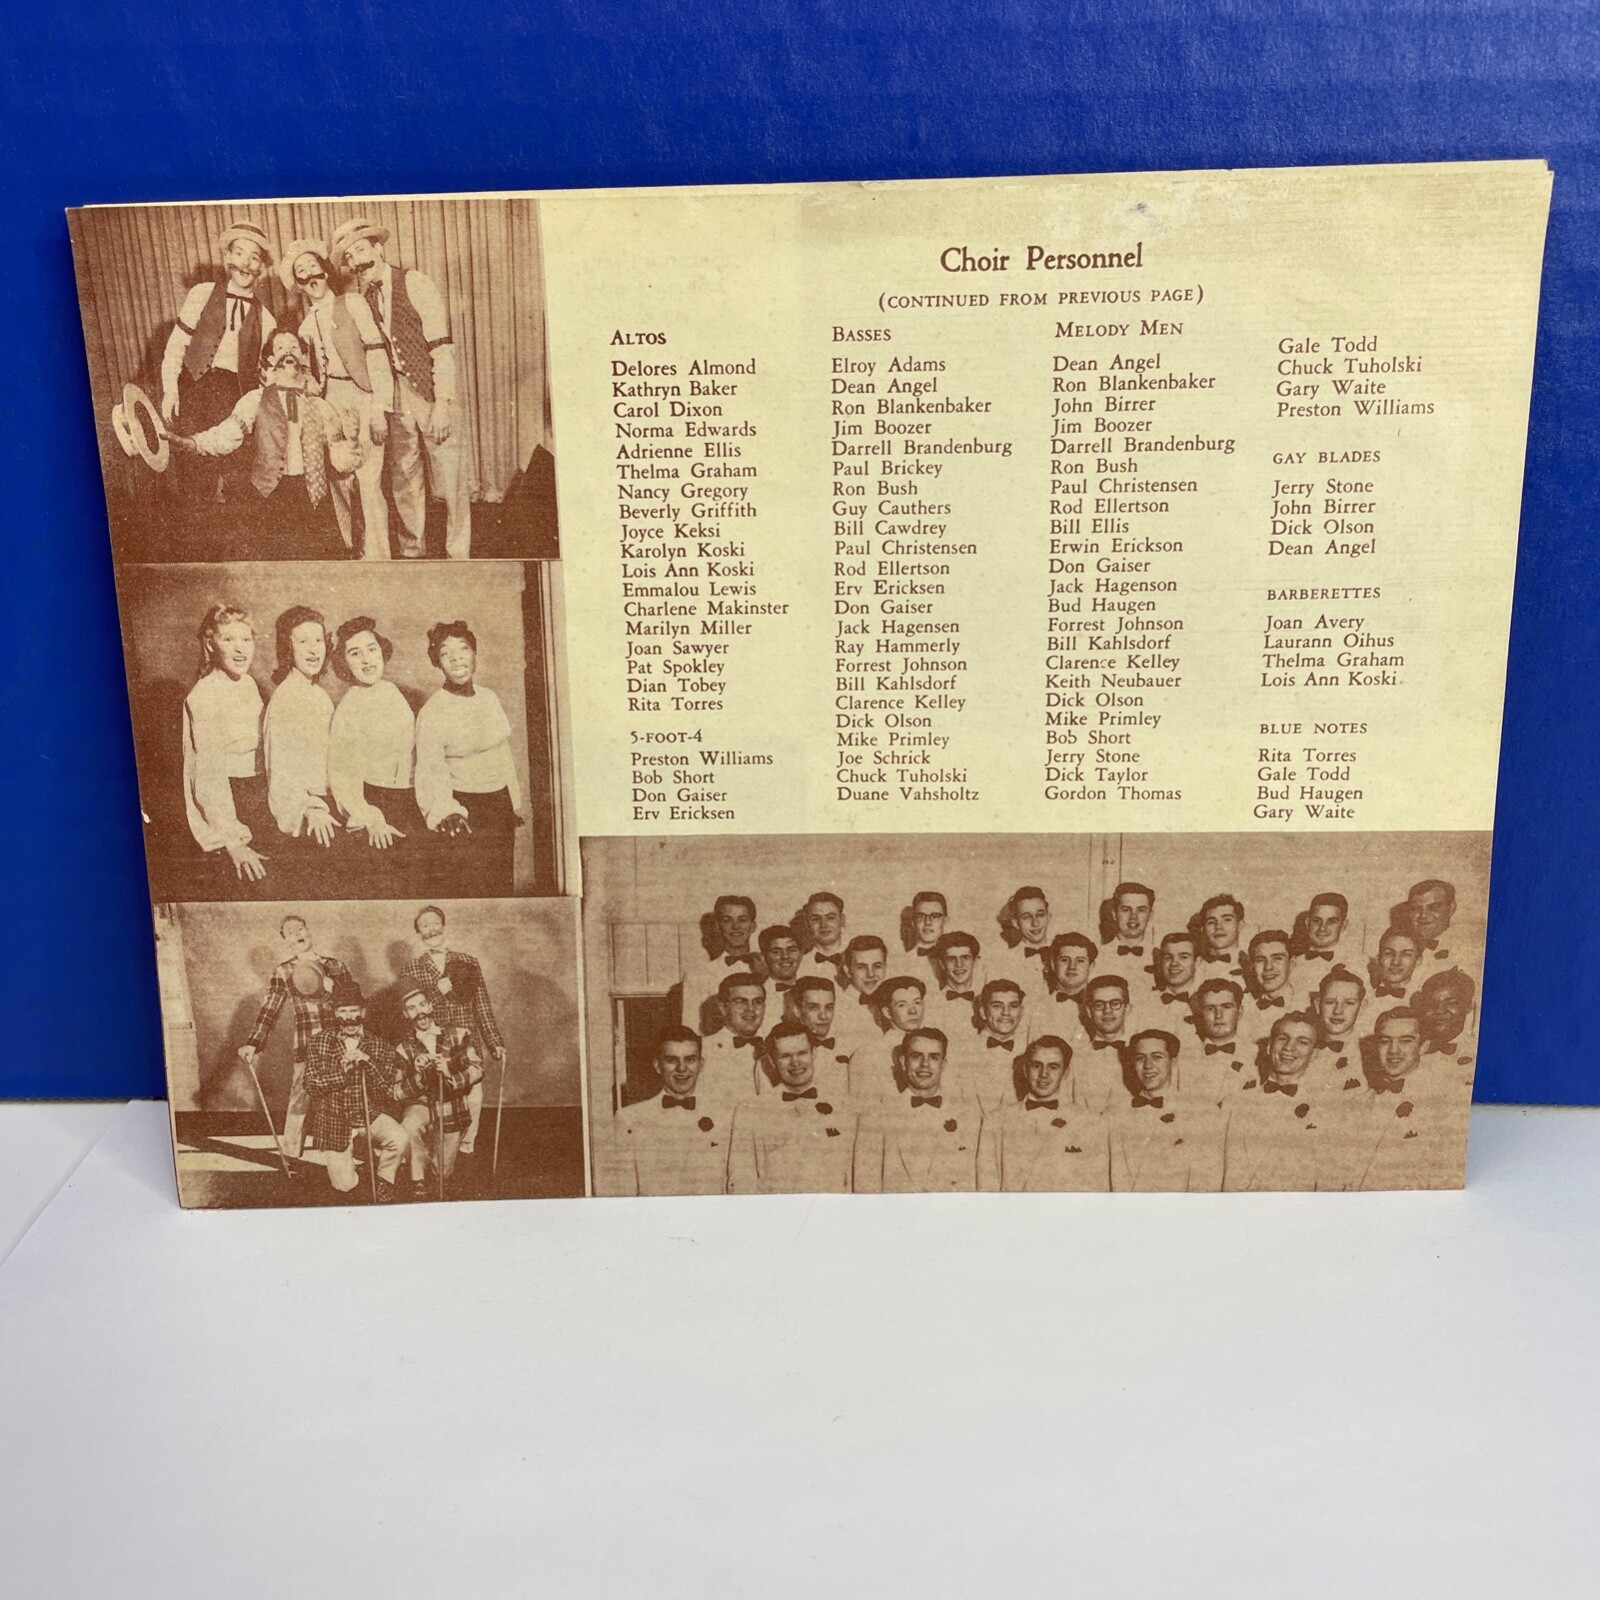 Choir Personnel
(CONTINUED FROM PREVIOUS PAGE)
ALTOS
Delores Almond
Kathryn Baker
Carol Dixon
Norma Edwards
Adrienne Ellis
Thelma Graham
Nancy Gregory
Beverly Griffith
Joyce Keksi
Karolyn Koski
Lois Ann Koski
Emmalou Lewis
Charlene Makinster
Marilyn Miller
Joan Sawyer
Pat Spokley
Dian Tobey
Rita Torres
5-FOOT-4
Preston Williams
Bob Short
Don Gaiser
Erv Ericksen
BASSES
Elroy Adams
Dean Angel
Ron Blankenbaker
Jim Boozer
Darrell Brandenburg
Paul Brickey
Ron Bush
Guy Cauthers
Bill Cawdrey
Paul Christensen
Rod Ellertson
Erv Ericksen
Don Gaiser
Jack Hagensen
Ray Hammerly
Forrest Johnson
Bill Kahlsdorf
Clarence Kelley
Dick Olson
Mike Primley
Joe Schrick
Chuck Tuholski
Duane Vahsholtz
MELODY MEN
Dean Angel
Ron Blankenbaker
John Birrer
Jim Boozer
Darrell Brandenburg
Ron Bush
Paul Christensen
Rod Ellertson
Bill Ellis
Erwin Erickson
Don Gaiser
Jack Hagenson
Bud Haugen
Forrest Johnson
Bill Kahlsdorf
Clarence Kelley
Keith Neubauer
Dick Olson
Mike Primley
Bob Short
Jerry Stone
Dick Taylor
Gordon Thomas
Gale Todd
Chuck Tuholski
Gary Waite
Preston Williams
GAY BLADES
Jerry Stone
John Birrer
Dick Olson
Dean Angel
BARBERETTES
Joan Avery
Laurann Oihus
Thelma Graham
Lois Ann Koski
BLUE NOTES
Rita Torres
Gale Todd
Bud Haugen
Gary Waite